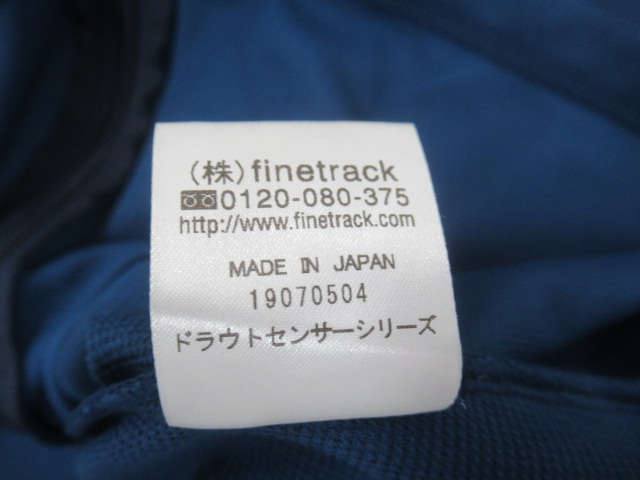 (株)finetrack
0120-080-375
http://www.finetrack.com
MADE IN JAPAN
19070504
ドラウトセンサーシリーズ